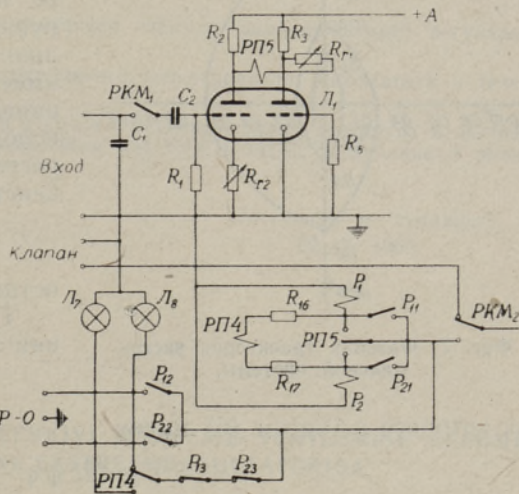 +А
R₂
R₃
РП5
Rг₁
РКМ₁
C₂
Л₁
C₁
R₁
Rг₂
R₅
Вход
Клапан
Л₇
Л₈
P₁
R₁₆
P₁₁
РП4
РП5
РКМ₂
R₁₇
P₂₁
P₂
P₁₂
Р-О
P₂₂
РП4
P₁₃
P₂₃